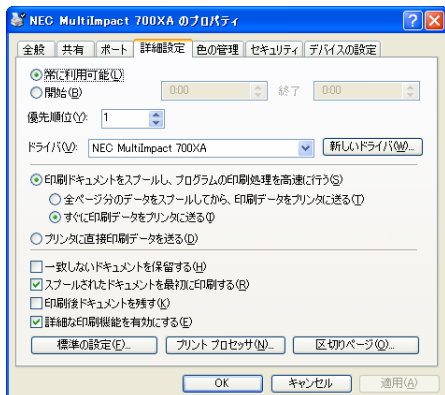 NEC MultiImpact 700XA のプロパティ
全般 共有 ポート 詳細設定 色の管理 セキュリティ デバイスの設定
常に利用可能(L)
開始(B) 0:00 終了 0:00
優先順位(Y): 1
ドライバ(V): NEC MultiImpact 700XA 新しいドライバ(W)...
印刷ドキュメントをスプールし、プログラムの印刷処理を高速に行う(S)
全ページ分のデータをスプールしてから、印刷データをプリンタに送る(T)
すぐに印刷データをプリンタに送る(I)
プリンタに直接印刷データを送る(D)
一致しないドキュメントを保留する(H)
スプールされたドキュメントを最初に印刷する(R)
印刷後ドキュメントを残す(K)
詳細な印刷機能を有効にする(E)
標準の設定(F)... プリント プロセッサ(N)... 区切りページ(O)...
OK キャンセル 適用(A)